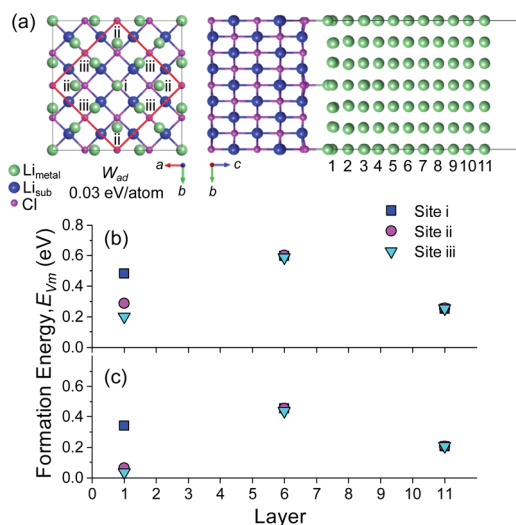 (a)
ii
iii iii
ii i ii
iii iii
ii
Li_metal
Li_sub
Cl
W_ad
0.03 eV/atom
a
b
c
b
1 2 3 4 5 6 7 8 9 10 11
Site i
Site ii
Site iii
(b)
0.8
0.6
0.4
0.2
0.0
(c)
0.6
0.4
0.2
0.0
Formation Energy, E_Vm (eV)
0 1 2 3 4 5 6 7 8 9 10 11
Layer